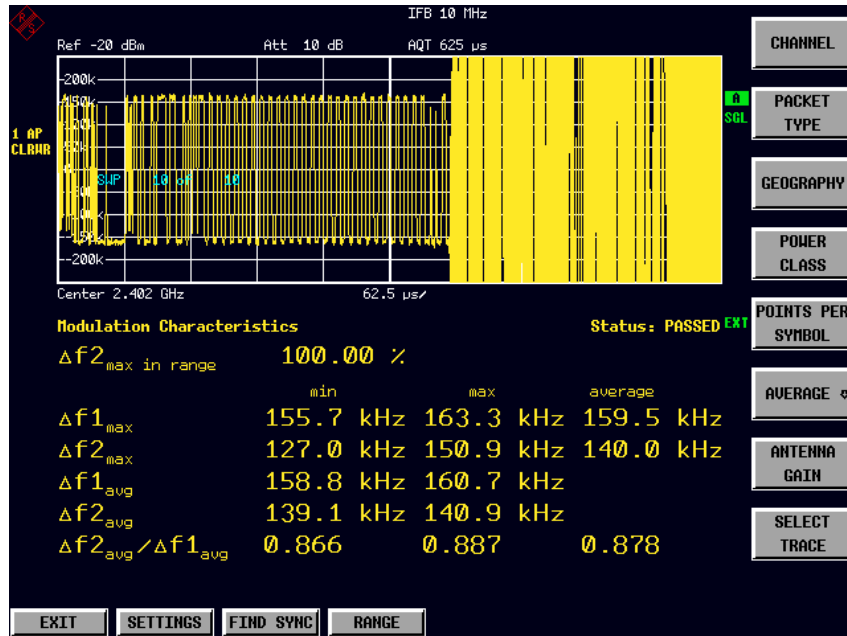 IFB 10 MHz
Ref -20 dBm Att 10 dB AQT 625 µs
CHANNEL
200k
150k
A
SGL
PACKET
TYPE
1 AP
CLRWR
SWP 10 of 10
GEOGRAPHY
-200k
POWER
CLASS
Center 2.402 GHz 62.5 µs/
Modulation Characteristics Status: PASSED EXT
POINTS PER
SYMBOL
Δf2max in range 100.00 %
min max average
AVERAGE
Δf1max 155.7 kHz 163.3 kHz 159.5 kHz
Δf2max 127.0 kHz 150.9 kHz 140.0 kHz
ANTENNA
GAIN
Δf1avg 158.8 kHz 160.7 kHz
Δf2avg 139.1 kHz 140.9 kHz
SELECT
TRACE
Δf2avg/Δf1avg 0.866 0.887 0.878
EXIT SETTINGS FIND SYNC RANGE